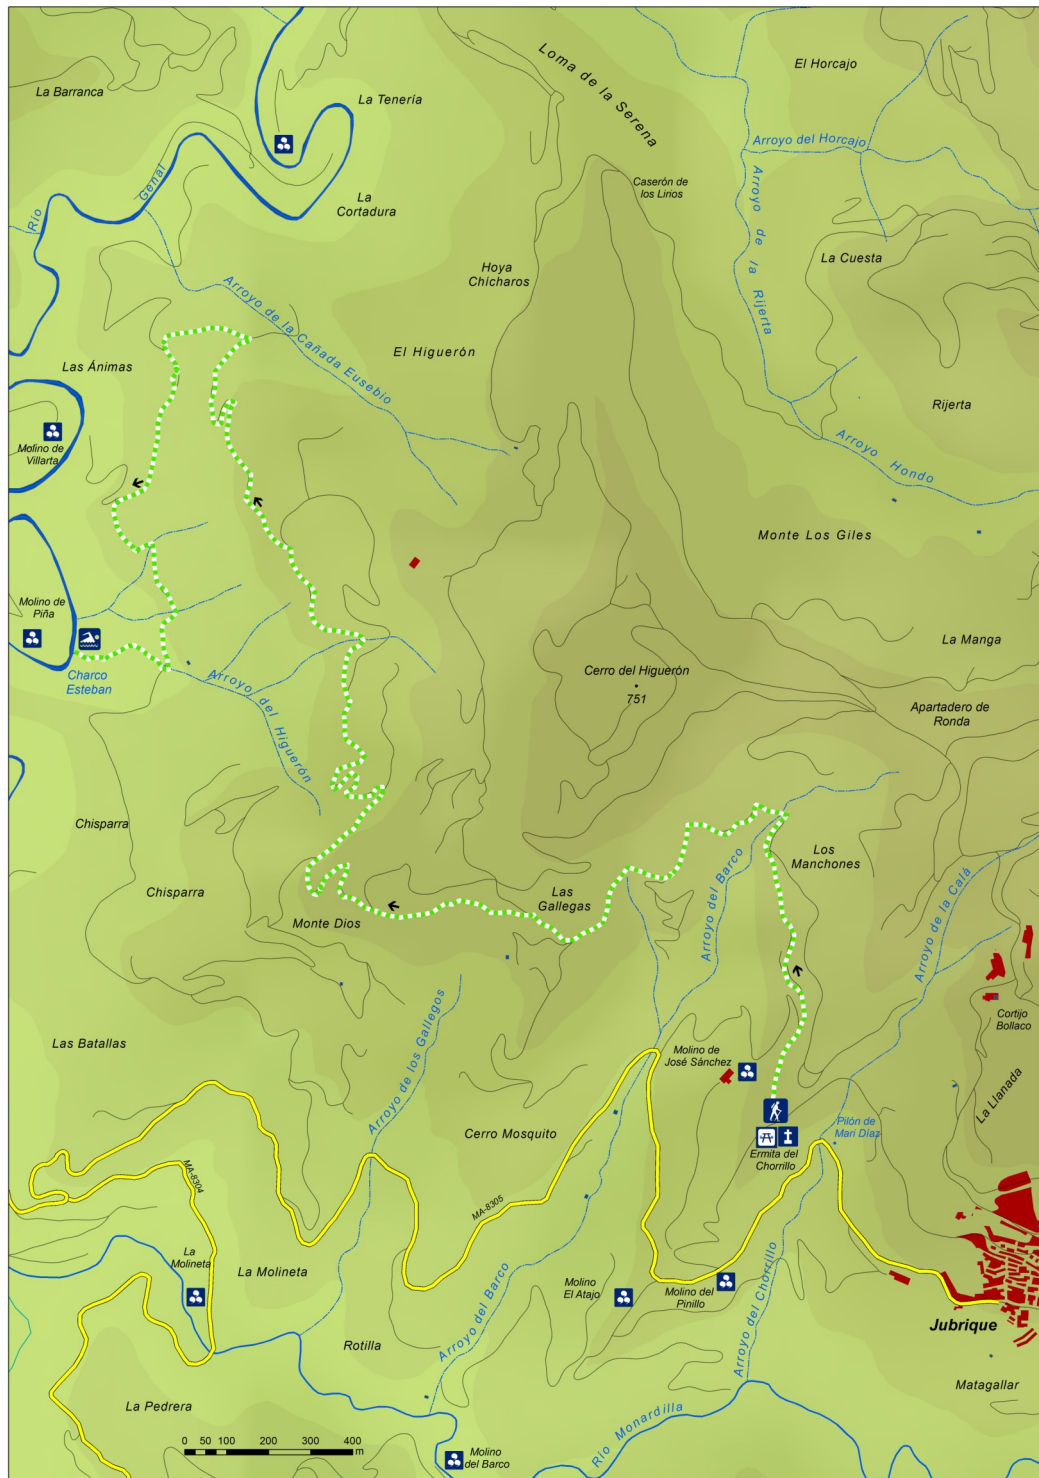 La Barranca
La Tenería
Loma de la Serena
El Horcajo
Arroyo del Horcajo
Río Genal
La
Cortadura
Caserón de
los Lirios
Arroyo de la Rijerta
La Cuesta
Hoya
Chícharos
Arroyo de la Cañada Eusebio
El Higuerón
Las Ánimas
Rijerta
Molino de
Villarta
Arroyo Hondo
Monte Los Giles
Molino de
Piña
La Manga
Charco
Esteban
Arroyo del Higuerón
Cerro del Higuerón
751
Apartadero de
Ronda
Chisparra
Los
Manchones
Arroyo del Barco
Arroyo de la Calá
Chisparra
Las
Gallegas
Monte Dios
Arroyo de los Gallegos
Cortijo
Bollaco
Las Batallas
Molino de
José Sánchez
La Llanada
Cerro Mosquito
Pilón de
Mari Díaz
Ermita del
Chorrillo
MA-8304
MA-8305
La
Molineta
La Molineta
Molino
El Atajo
Molino del
Pinillo
Arroyo del Barco
Arroyo del Chorrillo
Jubrique
Rotilla
Matagallar
La Pedrera
Río Monardilla
0 50 100 200 300 400
m
Molino
del Barco